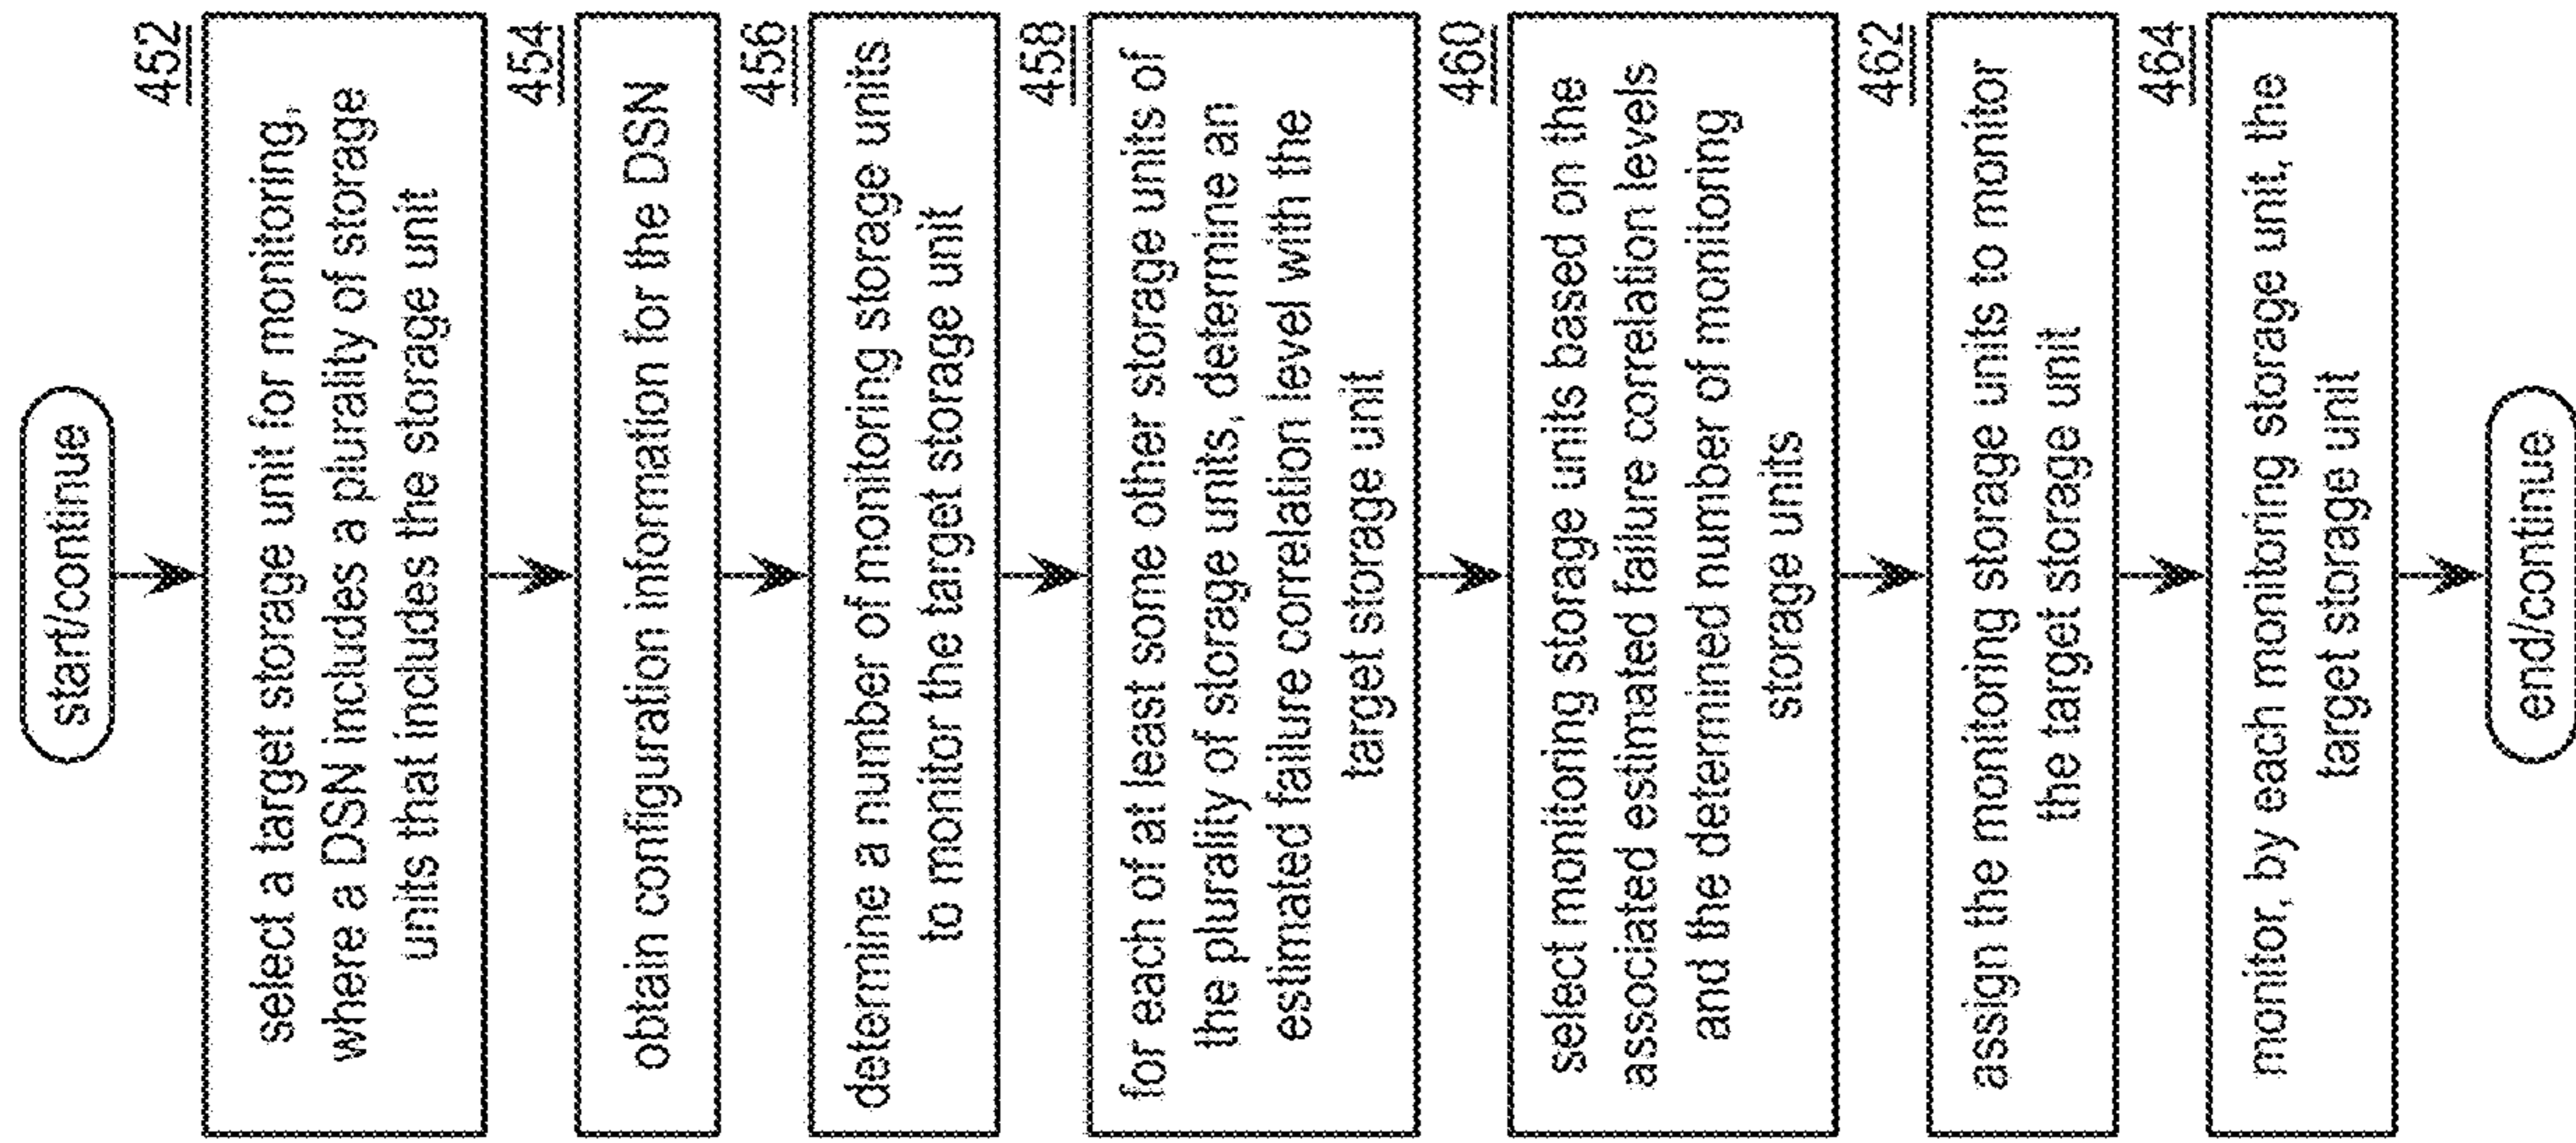 start/continue
452
select a target storage unit for monitoring,
where a DSN includes a plurality of storage
units that includes the storage unit
454
obtain configuration information for the DSN
456
determine a number of monitoring storage units
to monitor the target storage unit
458
for each of at least some other storage units of
the plurality of storage units, determine an
estimated failure correlation level with the
target storage unit
460
select monitoring storage units based on the
associated estimated failure correlation levels
and the determined number of monitoring
storage units
462
assign the monitoring storage units to monitor
the target storage unit
464
monitor, by each monitoring storage unit, the
target storage unit
end/continue